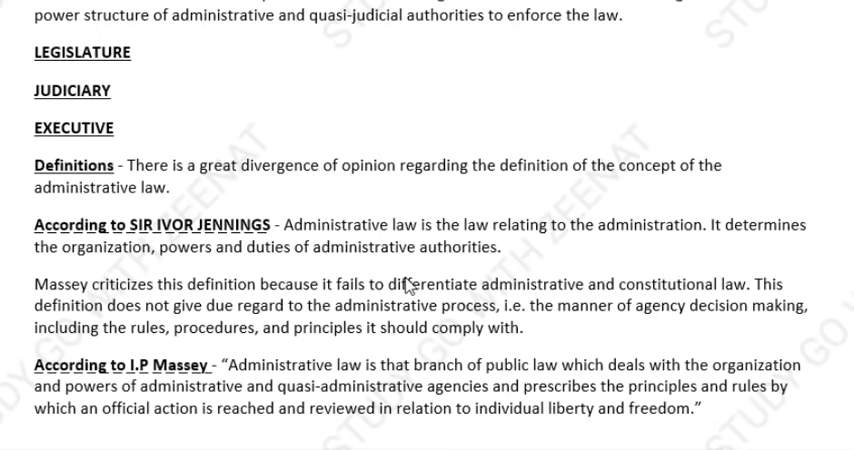 power structure of administrative and quasi-judicial authorities to enforce the law.
LEGISLATURE
JUDICIARY
EXECUTIVE
Definitions - There is a great divergence of opinion regarding the definition of the concept of the
administrative law.
According to SIR IVOR JENNINGS - Administrative law is the law relating to the administration. It determines
the organization, powers and duties of administrative authorities.
Massey criticizes this definition because it fails to differentiate administrative and constitutional law. This
definition does not give due regard to the administrative process, i.e. the manner of agency decision making,
including the rules, procedures, and principles it should comply with.
According to I.P Massey - “Administrative law is that branch of public law which deals with the organization
and powers of administrative and quasi-administrative agencies and prescribes the principles and rules by
which an official action is reached and reviewed in relation to individual liberty and freedom.”
STUDY GO WITH ZEENAT